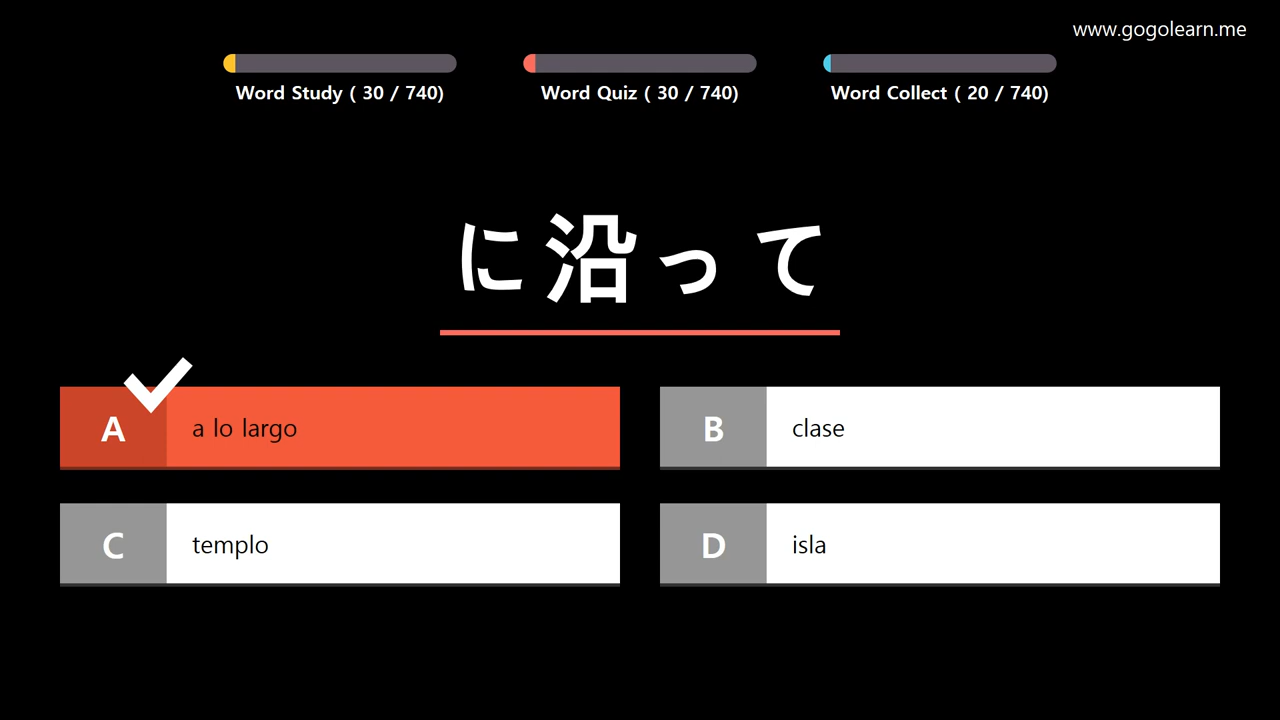 www.gogolearn.me
Word Study ( 30 / 740)
Word Quiz ( 30 / 740)
Word Collect ( 20 / 740)
に沿って
A a lo largo
B clase
C templo
D isla